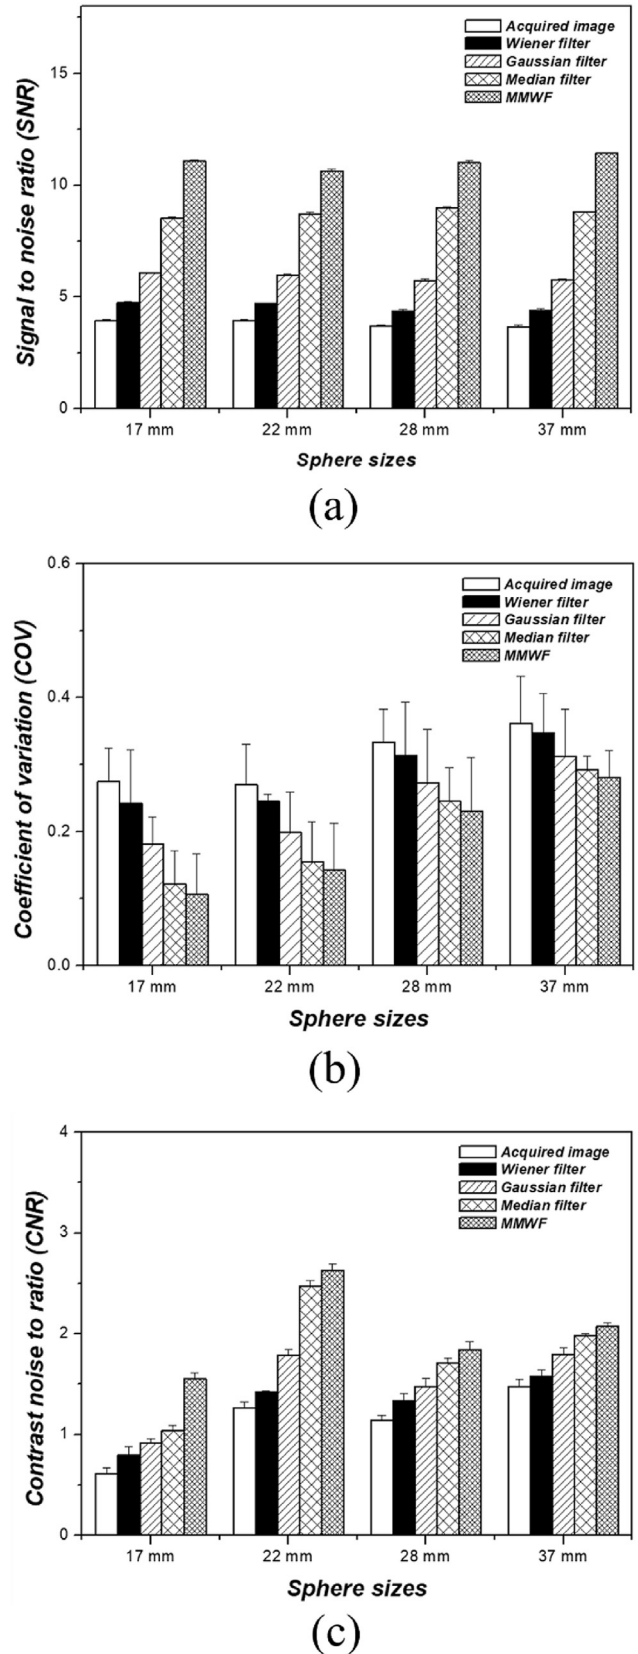 Signal to noise ratio (SNR)
15
10
5
0
Acquired image
Wiener filter
Gaussian filter
Median filter
MMWF
17 mm
22 mm
28 mm
37 mm
Sphere sizes
(a)
Coefficient of variation (COV)
0.6
0.4
0.2
0.0
Acquired image
Wiener filter
Gaussian filter
Median filter
MMWF
17 mm
22 mm
28 mm
37 mm
Sphere sizes
(b)
Contrast noise to ratio (CNR)
4
3
2
1
0
Acquired image
Wiener filter
Gaussian filter
Median filter
MMWF
17 mm
22 mm
28 mm
37 mm
Sphere sizes
(c)